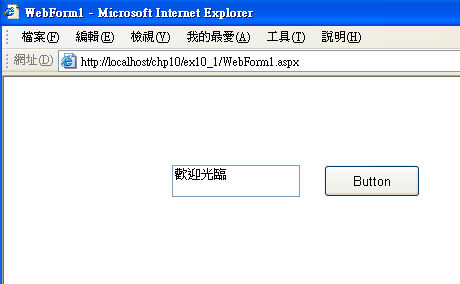 WebForm1 - Microsoft Internet Explorer
檔案(F) 編輯(E) 檢視(V) 我的最愛(A) 工具(T) 說明(H)
網址(D) http://localhost/chp10/ex10_1/WebForm1.aspx
歡迎光臨 Button